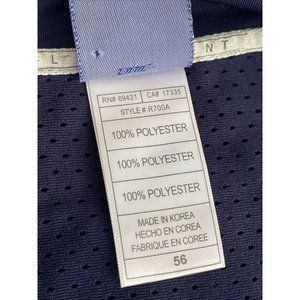 L NT
RN# 69421 CA# 17335
STYLE #:R700A
100% POLYESTER
100% POLYESTER
100% POLYESTER
MADE IN KOREA
HECHO EN COREA
FABRIQUE EN COREE
56